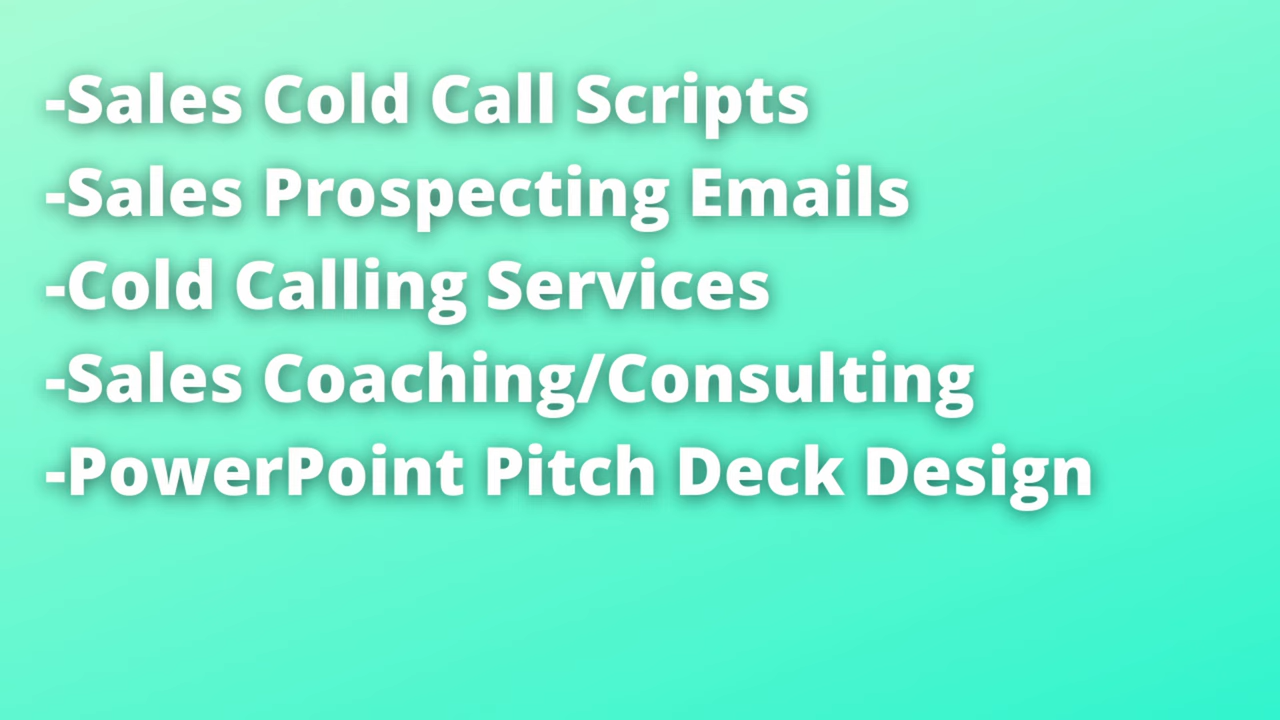 -Sales Cold Call Scripts
-Sales Prospecting Emails
-Cold Calling Services
-Sales Coaching/Consulting
-PowerPoint Pitch Deck Design